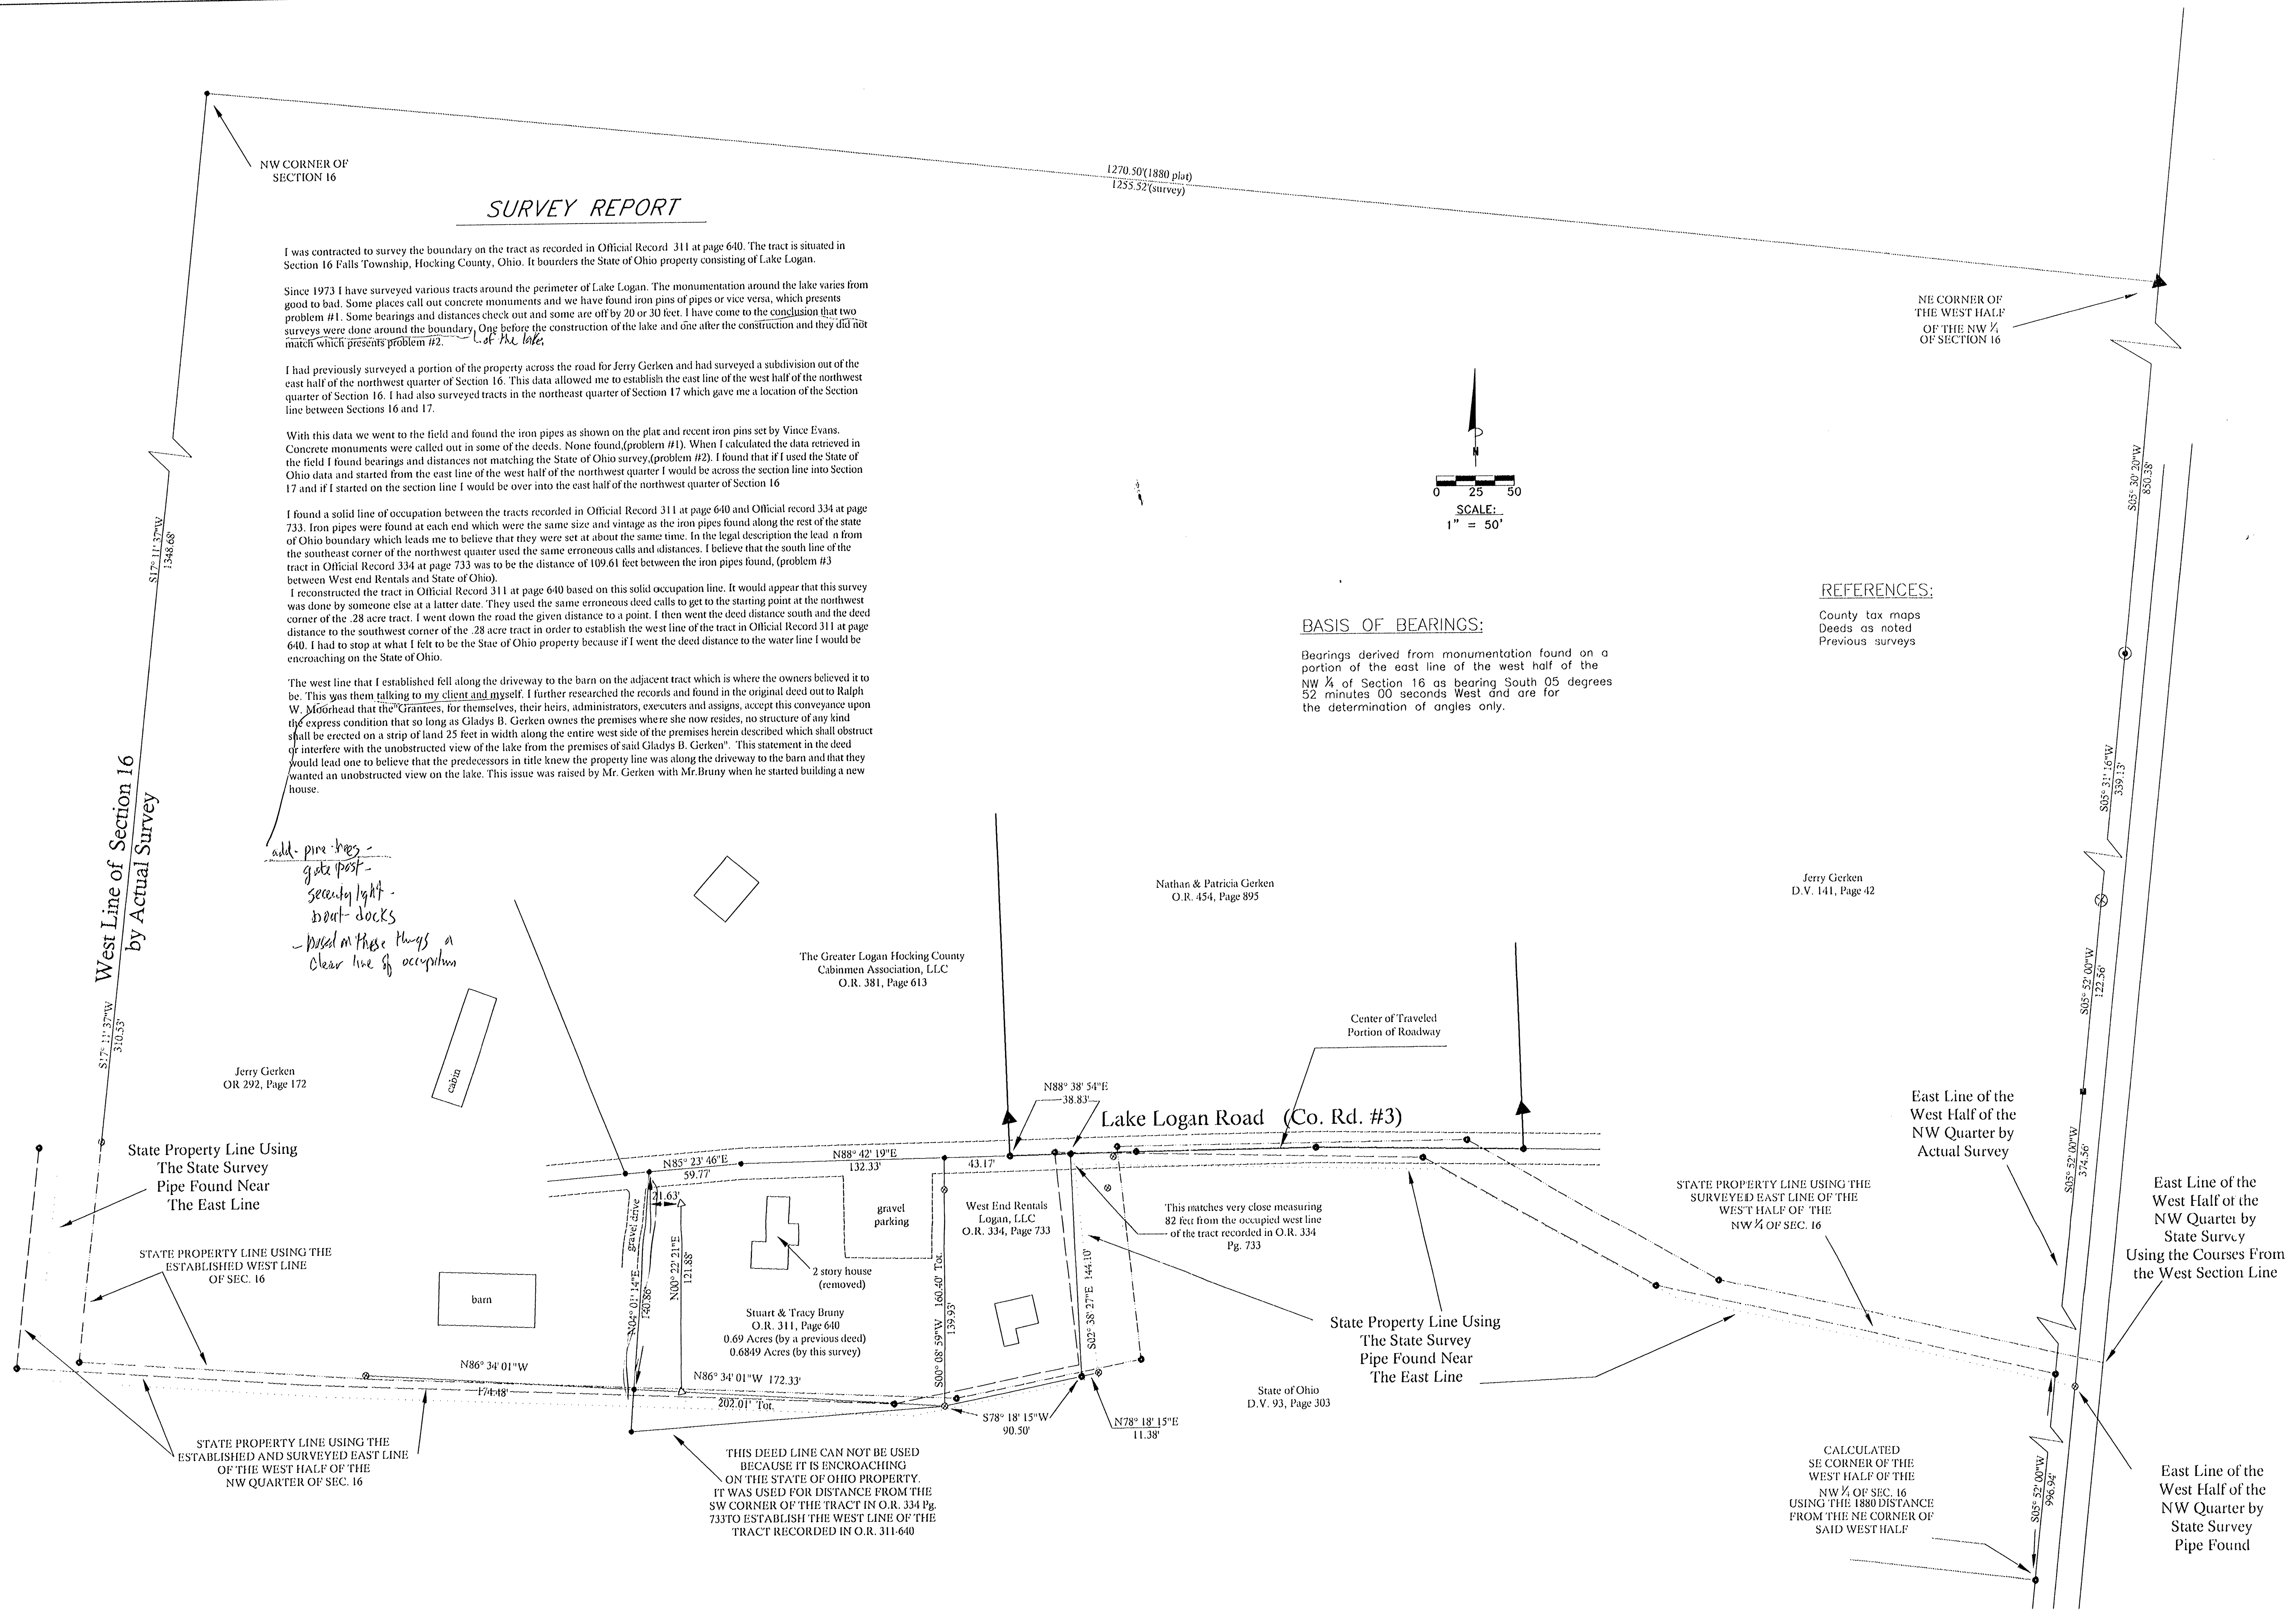 1270.50'(1880 plat)
1255.52'(survey)
NW CORNER OF
SECTION 16
SURVEY REPORT
I was contracted to survey the boundary on the tract as recorded in Official Record 311 at page 640. The tract is situated in
Section 16 Falls Township, Hocking County, Ohio. It bourders the State of Ohio property consisting of Lake Logan.
Since 1973 I have surveyed various tracts around the perimeter of Lake Logan. The monumentation around the lake varies from
good to bad. Some places call out concrete monuments and we have found iron pins of pipes or vice versa, which presents
problem #1. Some bearings and distances check out and some are off by 20 or 30 feet. I have come to the conclusion that two
surveys were done around the boundary. One before the construction of the lake and one after the construction and they did not
match which presents problem #2.
of the lake.
I had previously surveyed a portion of the property across the road for Jerry Gerken and had surveyed a subdivision out of the
east half of the northwest quarter of Section 16. This data allowed me to establish the east line of the west half of the northwest
quarter of Section 16. I had also surveyed tracts in the northeast quarter of Section 17 which gave me a location of the Section
line between Sections 16 and 17.
With this data we went to the field and found the iron pipes as shown on the plat and recent iron pins set by Vince Evans.
Concrete monuments were called out in some of the deeds. None found,(problem #1). When I calculated the data retrieved in
the field I found bearings and distances not matching the State of Ohio survey,(problem #2). I found that if I used the State of
Ohio data and started from the east line of the west half of the northwest quarter I would be across the section line into Section
17 and if I started on the section line I would be over into the east half of the northwest quarter of Section 16
I found a solid line of occupation between the tracts recorded in Official Record 311 at page 640 and Official record 334 at page
733. Iron pipes were found at each end which were the same size and vintage as the iron pipes found along the rest of the state
of Ohio boundary which leads me to believe that they were set at about the same time. In the legal description the lead n from
the southeast corner of the northwest quarter used the same erroneous calls and distances. I believe that the south line of the
tract in Official Record 334 at page 733 was to be the distance of 109.61 feet between the iron pipes found, (problem #3
between West end Rentals and State of Ohio).
I reconstructed the tract in Official Record 311 at page 640 based on this solid occupation line. It would appear that this survey
was done by someone else at a latter date. They used the same erroneous deed calls to get to the starting point at the northwest
corner of the .28 acre tract. I went down the road the given distance to a point. I then went the deed distance south and the deed
distance to the southwest corner of the .28 acre tract in order to establish the west line of the tract in Official Record 311 at page
640. I had to stop at what I felt to be the Stae of Ohio property because if I went the deed distance to the water line I would be
encroaching on the State of Ohio.
The west line that I established fell along the driveway to the barn on the adjacent tract which is where the owners believed it to
be. This was them talking to my client and myself. I further researched the records and found in the original deed out to Ralph
W. Moorhead that the"Grantees, for themselves, their heirs, administrators, executers and assigns, accept this conveyance upon
the express condition that so long as Gladys B. Gerken ownes the premises where she now resides, no structure of any kind
shall be erected on a strip of land 25 feet in width along the entire west side of the premises herein described which shall obstruct
or interfere with the unobstructed view of the lake from the premises of said Gladys B. Gerken". This statement in the deed
would lead one to believe that the predecessors in title knew the property line was along the driveway to the barn and that they
wanted an unobstructed view on the lake. This issue was raised by Mr. Gerken with Mr.Bruny when he started building a new
house.
add- pine trees -
gate post -
security light -
boat docks
- based on these things a
clear line of occupation
NE CORNER OF
THE WEST HALF
OF THE NW ¼
OF SECTION 16
N
0 25 50
SCALE:
1" = 50'
REFERENCES:
County tax maps
Deeds as noted
Previous surveys
BASIS OF BEARINGS:
Bearings derived from monumentation found on a
portion of the east line of the west half of the
NW ¼ of Section 16 as bearing South 05 degrees
52 minutes 00 seconds West and are for
the determination of angles only.
S17° 11' 37"W
1348.68'
West Line of Section 16
by Actual Survey
S17° 11' 37"W
310.53'
S05° 30' 20"W
850.38'
S05° 31' 16"W
339.13'
S05° 52' 00"W
122.56'
S05° 52' 00"W
374.56'
S05° 52' 00"W
996.94'
Nathan & Patricia Gerken
O.R. 454, Page 895
Jerry Gerken
D.V. 141, Page 42
The Greater Logan Hocking County
Cabinmen Association, LLC
O.R. 381, Page 613
Center of Traveled
Portion of Roadway
Jerry Gerken
OR 292, Page 172
cabin
N88° 38' 54"E
38.83'
Lake Logan Road (Co. Rd. #3)
State Property Line Using
The State Survey
Pipe Found Near
The East Line
STATE PROPERTY LINE USING THE
ESTABLISHED WEST LINE
OF SEC. 16
N85° 23' 46"E
59.77'
N88° 42' 19"E
132.33'
43.17'
21.63'
gravel drive
N04° 01' 14"E
140.86'
N00° 22' 21"E
121.88'
gravel
parking
2 story house
(removed)
barn
Stuart & Tracy Bruny
O.R. 311, Page 640
0.69 Acres (by a previous deed)
0.6849 Acres (by this survey)
West End Rentals
Logan, LLC
O.R. 334, Page 733
S00° 08' 59"W 160.40' Tot.
139.93'
S02° 38' 27"E 144.10'
This matches very close measuring
82 feet from the occupied west line
of the tract recorded in O.R. 334
Pg. 733
N86° 34' 01"W
174.48'
N86° 34' 01"W 172.33'
202.01' Tot.
S78° 18' 15"W
90.50'
N78° 18' 15"E
11.38'
State of Ohio
D.V. 93, Page 303
State Property Line Using
The State Survey
Pipe Found Near
The East Line
STATE PROPERTY LINE USING THE
SURVEYED EAST LINE OF THE
WEST HALF OF THE
NW ¼ OF SEC. 16
East Line of the
West Half of the
NW Quarter by
Actual Survey
East Line of the
West Half of the
NW Quarter by
State Survey
Using the Courses From
the West Section Line
STATE PROPERTY LINE USING THE
ESTABLISHED AND SURVEYED EAST LINE
OF THE WEST HALF OF THE
NW QUARTER OF SEC. 16
THIS DEED LINE CAN NOT BE USED
BECAUSE IT IS ENCROACHING
ON THE STATE OF OHIO PROPERTY.
IT WAS USED FOR DISTANCE FROM THE
SW CORNER OF THE TRACT IN O.R. 334 Pg.
733TO ESTABLISH THE WEST LINE OF THE
TRACT RECORDED IN O.R. 311-640
CALCULATED
SE CORNER OF THE
WEST HALF OF THE
NW ¼ OF SEC. 16
USING THE 1880 DISTANCE
FROM THE NE CORNER OF
SAID WEST HALF
East Line of the
West Half of the
NW Quarter by
State Survey
Pipe Found